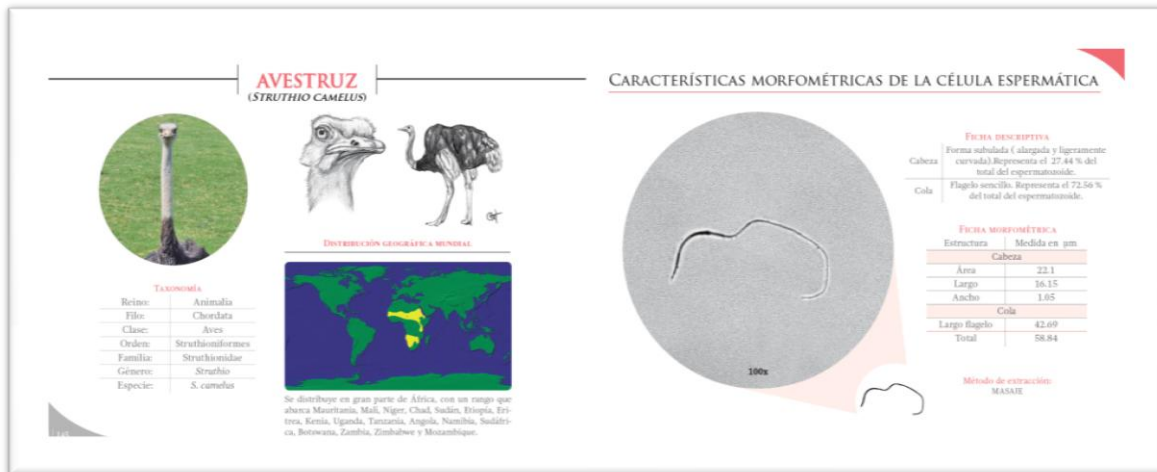 AVESTRUZ
(STRUTHIO CAMELUS)
TAXONOMÍA
Reino: Animalia
Filo: Chordata
Clase: Aves
Orden: Struthioniformes
Familia: Struthionidae
Género: Struthio
Especie: S. camelus
DISTRIBUCIÓN GEOGRÁFICA MUNDIAL
Se distribuye en gran parte de África, con un rango que
abarca Mauritania, Mali, Níger, Chad, Sudán, Etiopía, Eri-
trea, Kenia, Uganda, Tanzania, Angola, Namibia, Sudáfri-
ca, Botswana, Zambia, Zimbabwe y Mozambique.
CARACTERÍSTICAS MORFOMÉTRICAS DE LA CÉLULA ESPERMÁTICA
100x
FICHA DESCRIPTIVA
Cabeza Forma subulada ( alargada y ligeramente
curvada).Representa el 27.44 % del
total del espermatozoide.
Cola Flagelo sencillo. Representa el 72.56 %
del total del espermatozoide.
FICHA MORFOMÉTRICA
Estructura Medida en µm
Cabeza
Área 22.1
Largo 16.15
Ancho 1.05
Cola
Largo flagelo 42.69
Total 58.84
Método de extracción:
MASAJE